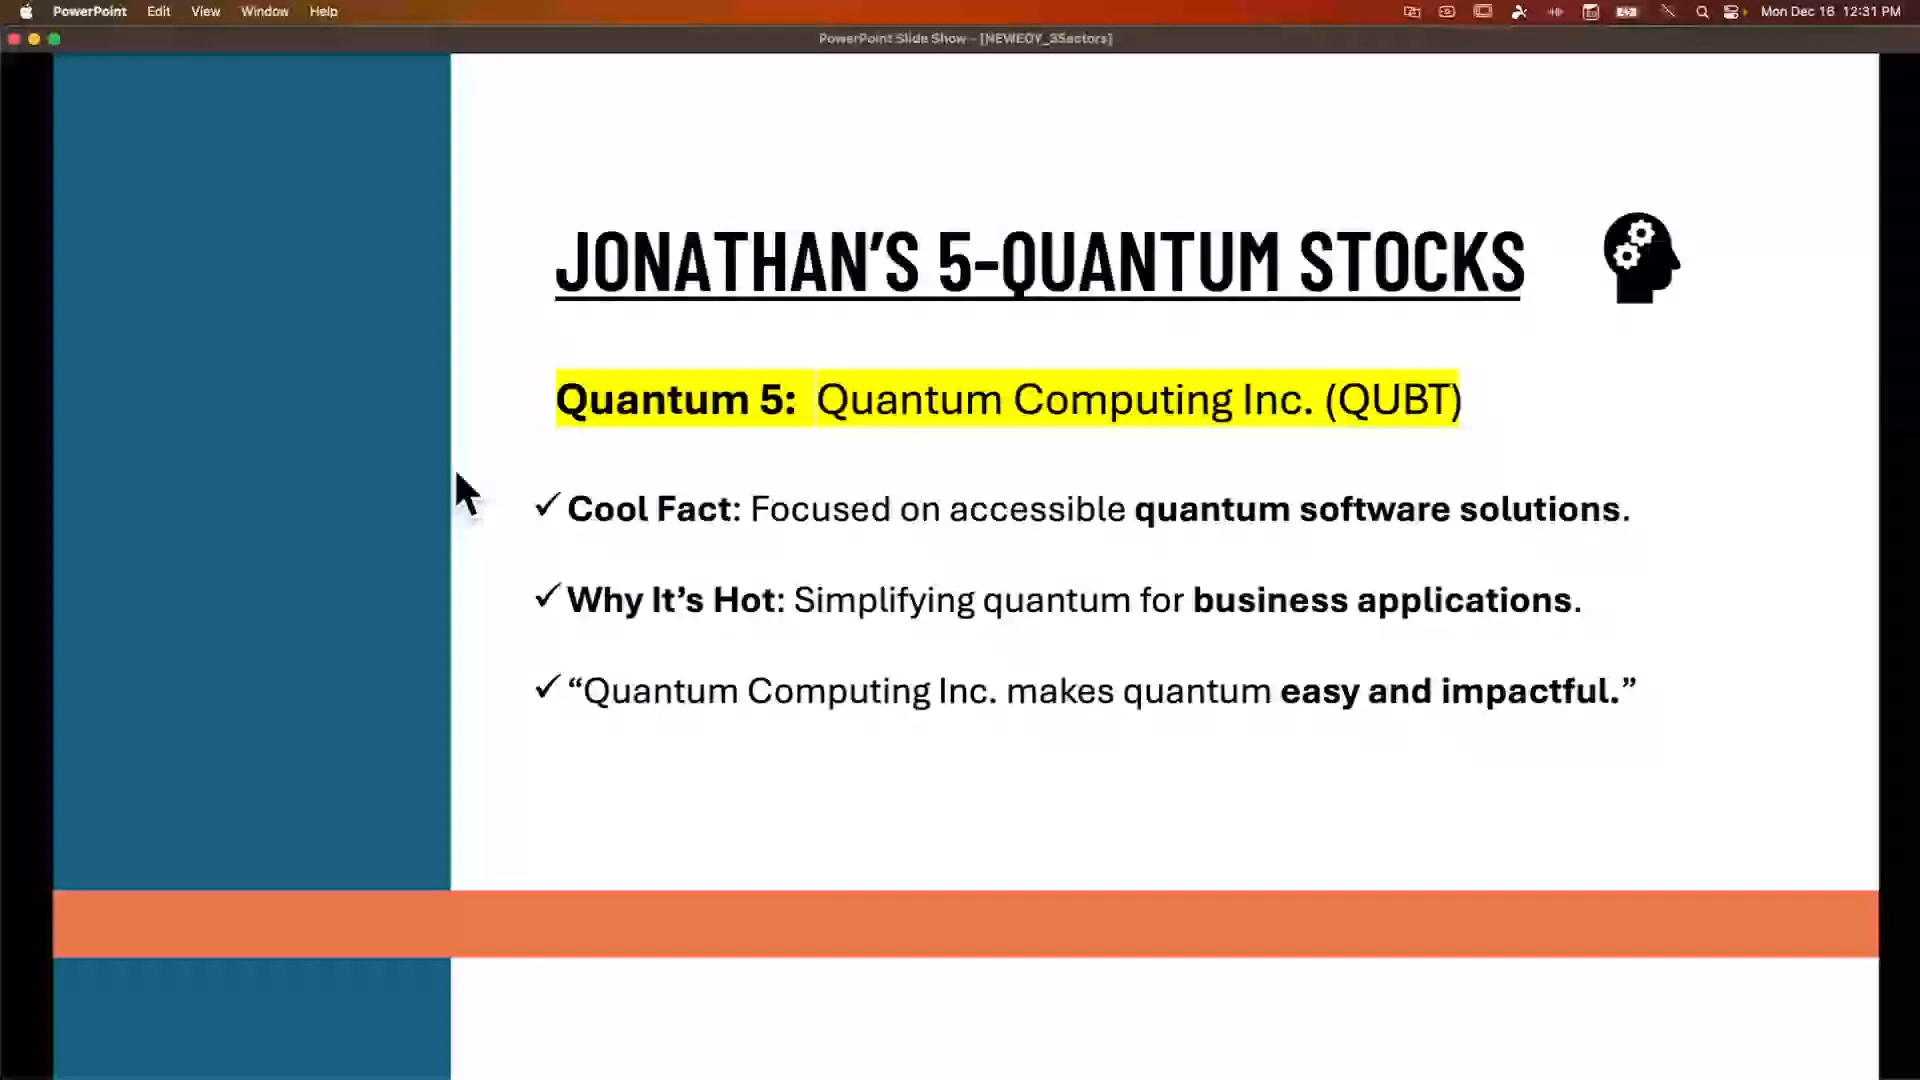 PowerPoint Edit View Window Help Mon Dec 16 12:31 PM
PowerPoint Slide Show - [NEWEOY_3Sectors]
JONATHAN’S 5-QUANTUM STOCKS
Quantum 5: Quantum Computing Inc. (QUBT)
✓ Cool Fact: Focused on accessible quantum software solutions.
✓ Why It’s Hot: Simplifying quantum for business applications.
✓ “Quantum Computing Inc. makes quantum easy and impactful.”